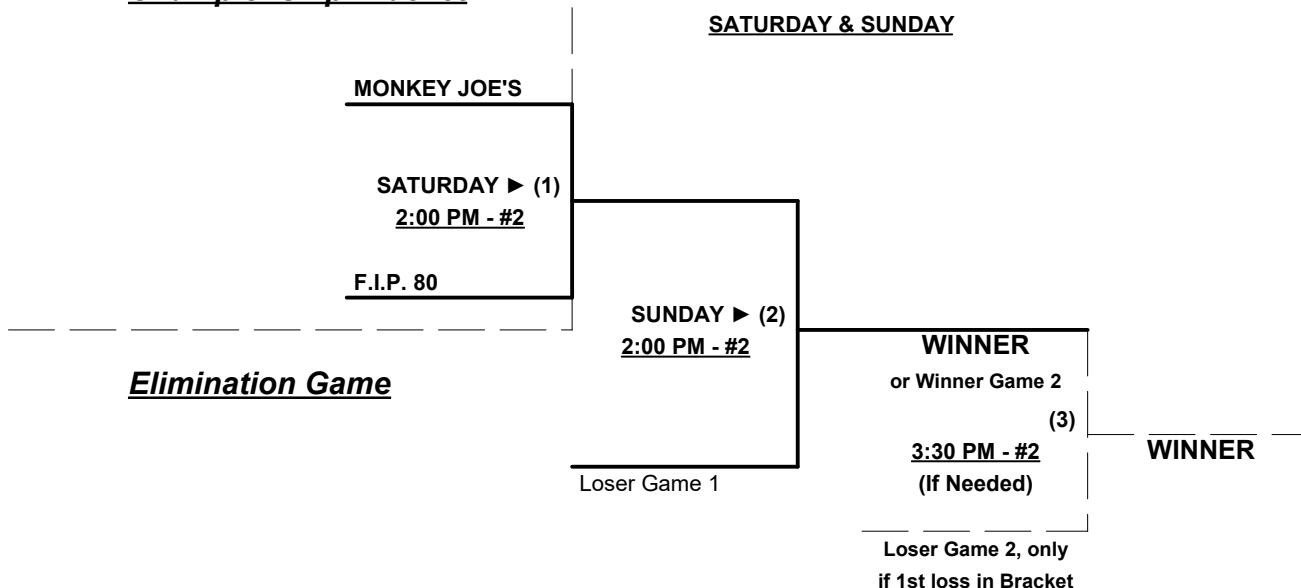 SATURDAY & SUNDAY
MONKEY JOE'S
SATURDAY ► (1)
2:00 PM - #2
F.I.P. 80
SUNDAY ► (2)
2:00 PM - #2
Elimination Game
WINNER
or Winner Game 2
(3)
3:30 PM - #2
(If Needed)
WINNER
Loser Game 1
Loser Game 2, only
if 1st loss in Bracket